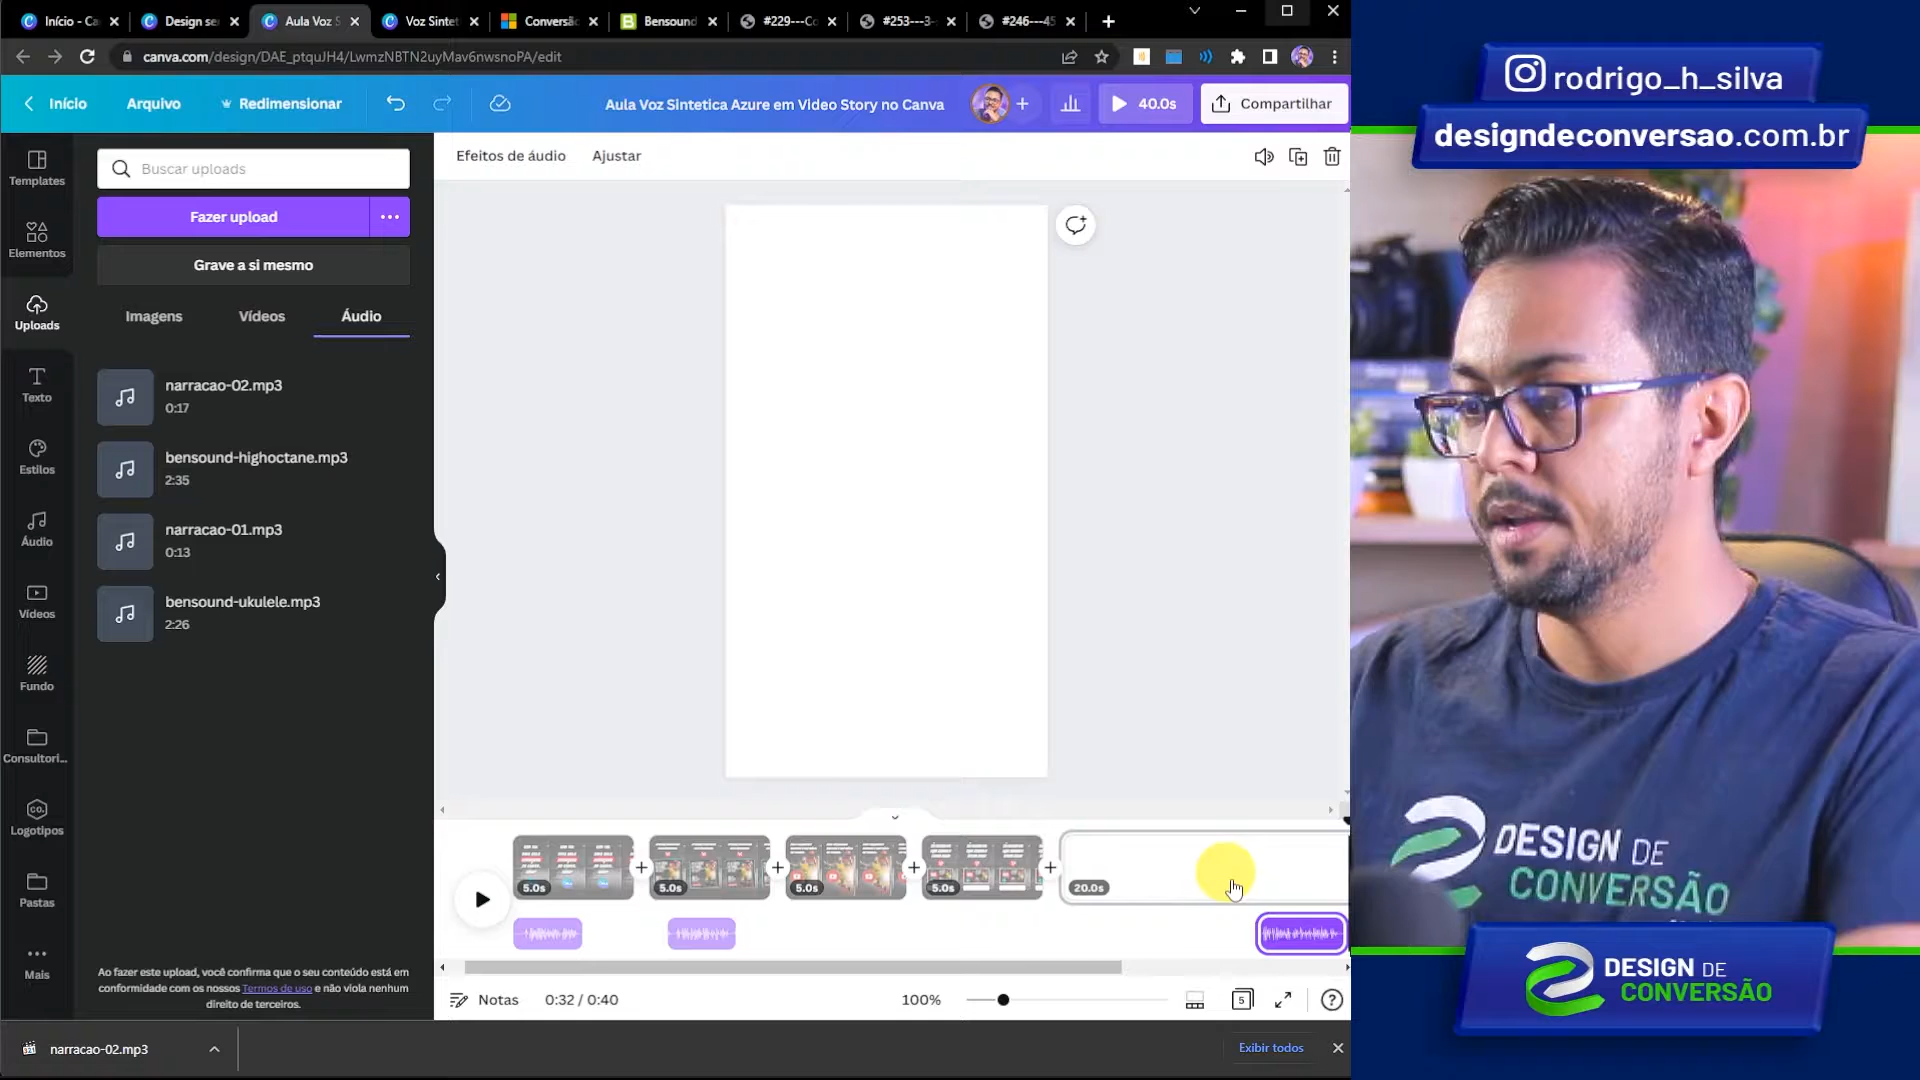 Início - Ca
Design se
Aula Voz S
Voz Sintet
Conversão
Bensound
#229---Co
#253---3-
#246---45
canva.com/design/DAE_ptquJH4/LwmzNBTN2uyMav6nwsnoPA/edit
Início
Arquivo
Redimensionar
Aula Voz Sintetica Azure em Video Story no Canva
40.0s
Compartilhar
Templates
Elementos
Uploads
Texto
Estilos
Áudio
Vídeos
Fundo
Consultori...
Logotipos
Pastas
Mais
Buscar uploads
Fazer upload
Grave a si mesmo
Imagens
Vídeos
Áudio
narracao-02.mp3
0:17
bensound-highoctane.mp3
2:35
narracao-01.mp3
0:13
bensound-ukulele.mp3
2:26
Ao fazer este upload, você confirma que o seu conteúdo está em
conformidade com os nossos Termos de uso e não viola nenhum
direito de terceiros.
Efeitos de áudio
Ajustar
5.0s
5.0s
5.0s
5.0s
20.0s
Notas
0:32 / 0:40
100%
5
narracao-02.mp3
Exibir todos
rodrigo_h_silva
designdeconversao.com.br
DESIGN DE
CONVERSÃO
DESIGN DE
CONVERSÃO